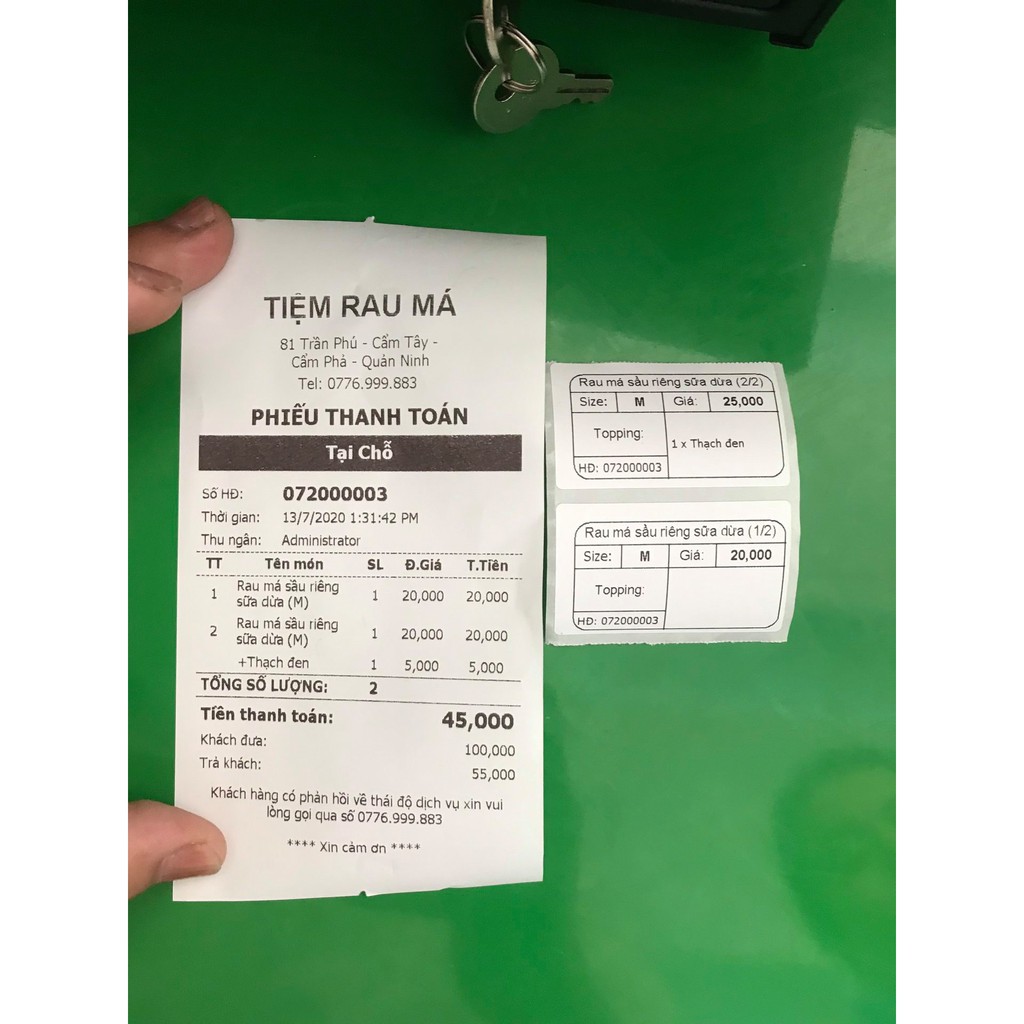 TIỆM RAU MÁ
81 Trần Phú - Cẩm Tây -
Cẩm Phả - Quản Ninh
Tel: 0776.999.883
PHIẾU THANH TOÁN
Tại Chỗ
Số HĐ: 072000003
Thời gian: 13/7/2020 1:31:42 PM
Thu ngân: Administrator
TT Tên món SL Đ.Giá T.Tiền
1 Rau má sầu riêng sữa dừa (M) 1 20,000 20,000
2 Rau má sầu riêng sữa dừa (M) 1 20,000 20,000
+Thạch đen 1 5,000 5,000
TỔNG SỐ LƯỢNG: 2
Tiền thanh toán: 45,000
Khách đưa: 100,000
Trả khách: 55,000
Khách hàng có phản hồi về thái độ dịch vụ xin vui
lòng gọi qua số 0776.999.883
**** Xin cảm ơn ****
Rau má sầu riêng sữa dừa (2/2)
Size: M Giá: 25,000
Topping: 1 x Thạch đen
HĐ: 072000003
Rau má sầu riêng sữa dừa (1/2)
Size: M Giá: 20,000
Topping:
HĐ: 072000003